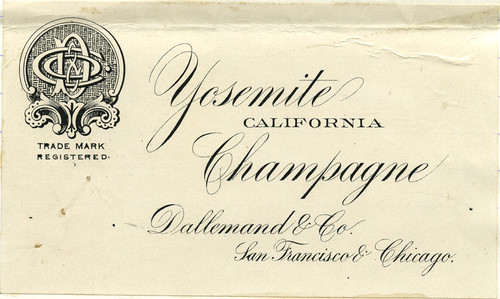 Yosemite
CALIFORNIA
Champagne
TRADE MARK
REGISTERED.
Dallemand & Co.
San Francisco & Chicago.